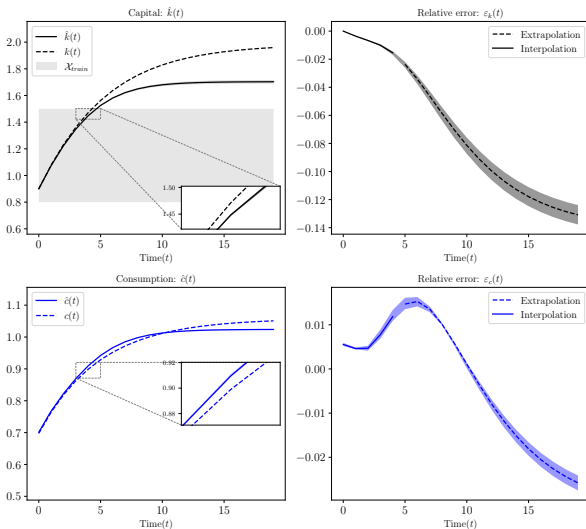 Capital: k̂(t)
k̂(t)
k(t)
𝒳train
2.0
1.8
1.6
1.4
1.2
1.0
0.8
0.6
1.50
1.45
0 5 10 15
Time(t)
Relative error: εk(t)
Extrapolation
Interpolation
0.00
−0.02
−0.04
−0.06
−0.08
−0.10
−0.12
−0.14
0 5 10 15
Time(t)
Consumption: ĉ(t)
ĉ(t)
c(t)
1.1
1.0
0.9
0.8
0.7
0.6
0.5
0.92
0.90
0.88
0 5 10 15
Time(t)
Relative error: εc(t)
Extrapolation
Interpolation
0.01
0.00
−0.01
−0.02
0 5 10 15
Time(t)